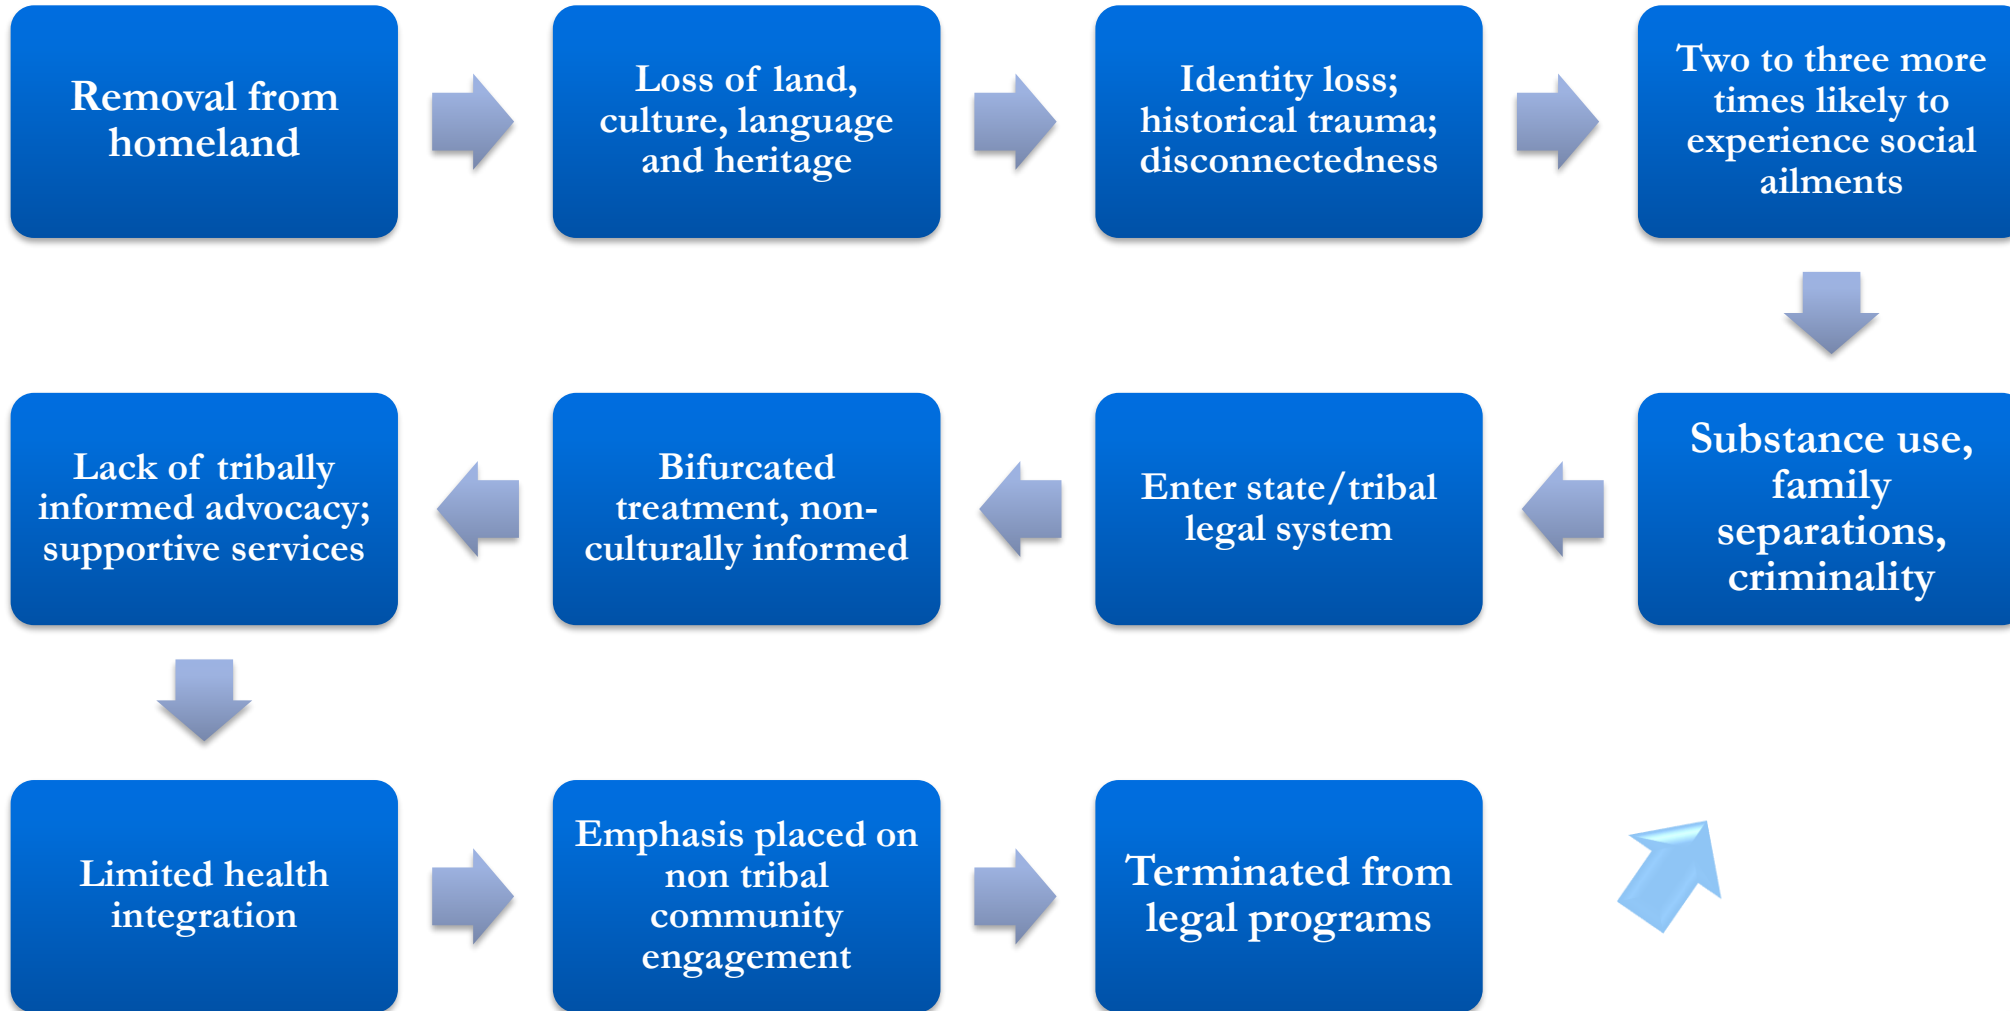 Removal from
homeland
Loss of land,
culture, language
and heritage
Identity loss;
historical trauma;
disconnectedness
Two to three more
times likely to
experience social
ailments
Substance use,
family
separations,
criminality
Enter state/tribal
legal system
Bifurcated
treatment, non-
culturally informed
Lack of tribally
informed advocacy;
supportive services
Limited health
integration
Emphasis placed on
non tribal
community
engagement
Terminated from
legal programs